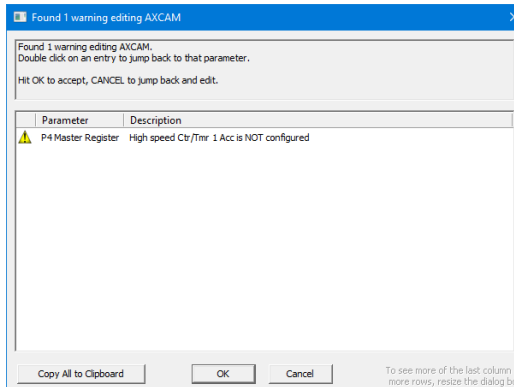 Found 1 warning editing AXCAM
Found 1 warning editing AXCAM.
Double click on an entry to jump back to that parameter.
Hit OK to accept, CANCEL to jump back and edit.
Parameter Description
P4 Master Register High speed Ctr/Tmr 1 Acc is NOT configured
Copy All to Clipboard OK Cancel To see more of the last column
more rows, resize the dialog